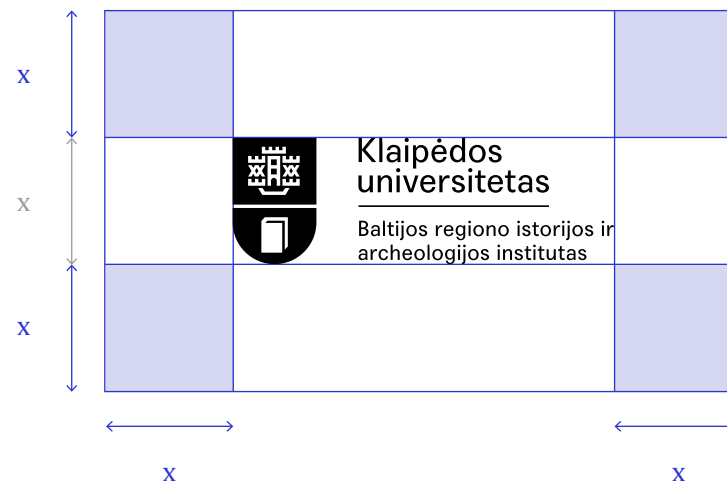 x
x
Klaipėdos
universitetas
Baltijos regiono istorijos ir
archeologijos institutas
x
x
x